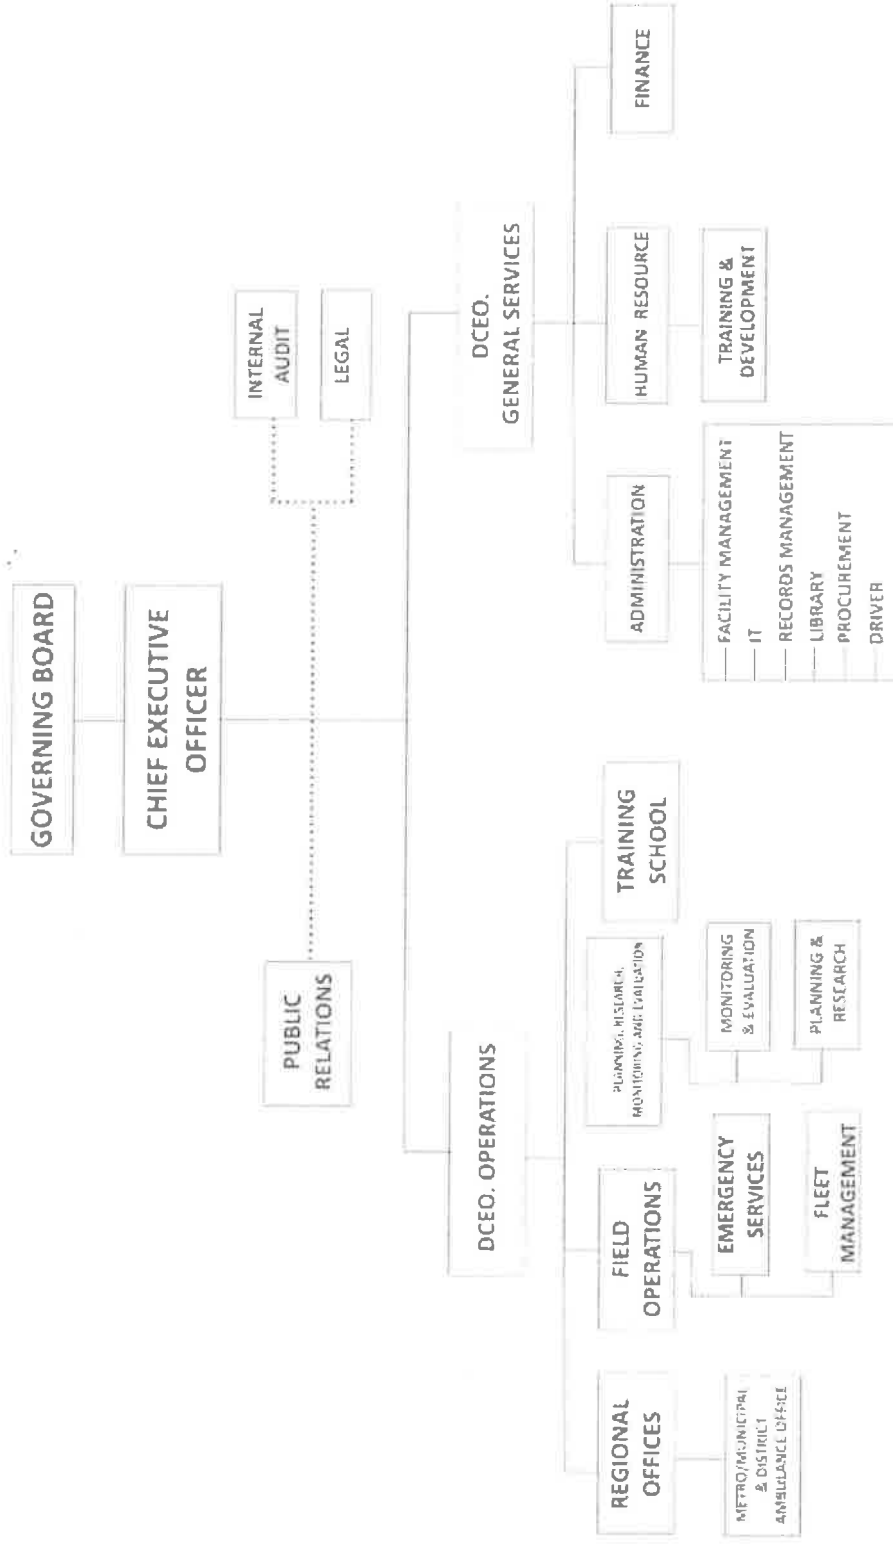 GOVERNING BOARD
CHIEF EXECUTIVE
OFFICER
PUBLIC
RELATIONS
INTERNAL
AUDIT
LEGAL
DCEO. OPERATIONS
DCEO.
GENERAL SERVICES
REGIONAL
OFFICES
FIELD
OPERATIONS
PLANNING, RESEARCH,
MONITORING AND EVALUATION
TRAINING
SCHOOL
ADMINISTRATION
HUMAN RESOURCE
FINANCE
METRO/MUNICIPAL
& DISTRICT
AMBULANCE OFFICE
EMERGENCY
SERVICES
FLEET
MANAGEMENT
MONITORING
& EVALUATION
PLANNING &
RESEARCH
FACILITY MANAGEMENT
IT
RECORDS MANAGEMENT
LIBRARY
PROCUREMENT
DRIVER
TRAINING &
DEVELOPMENT